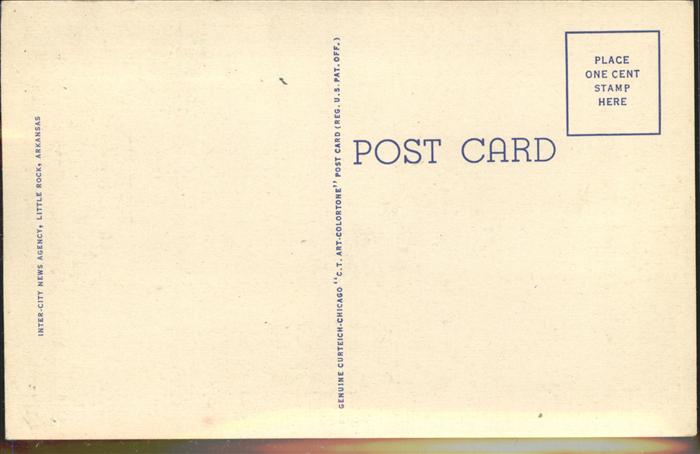 INTER-CITY NEWS AGENCY, LITTLE ROCK, ARKANSAS
GENUINE CURTEICH-CHICAGO "C.T. ART-COLORTONE" POST CARD (REG. U.S. PAT. OFF.)
POST CARD
PLACE
ONE CENT
STAMP
HERE